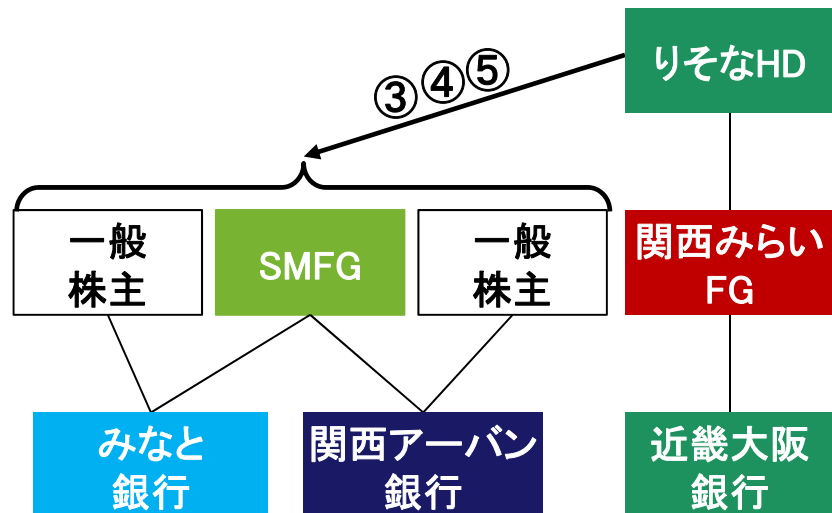 りそなHD
③④⑤
一般
株主
SMFG
一般
株主
関西みらい
FG
みなと
銀行
関西アーバン
銀行
近畿大阪
銀行